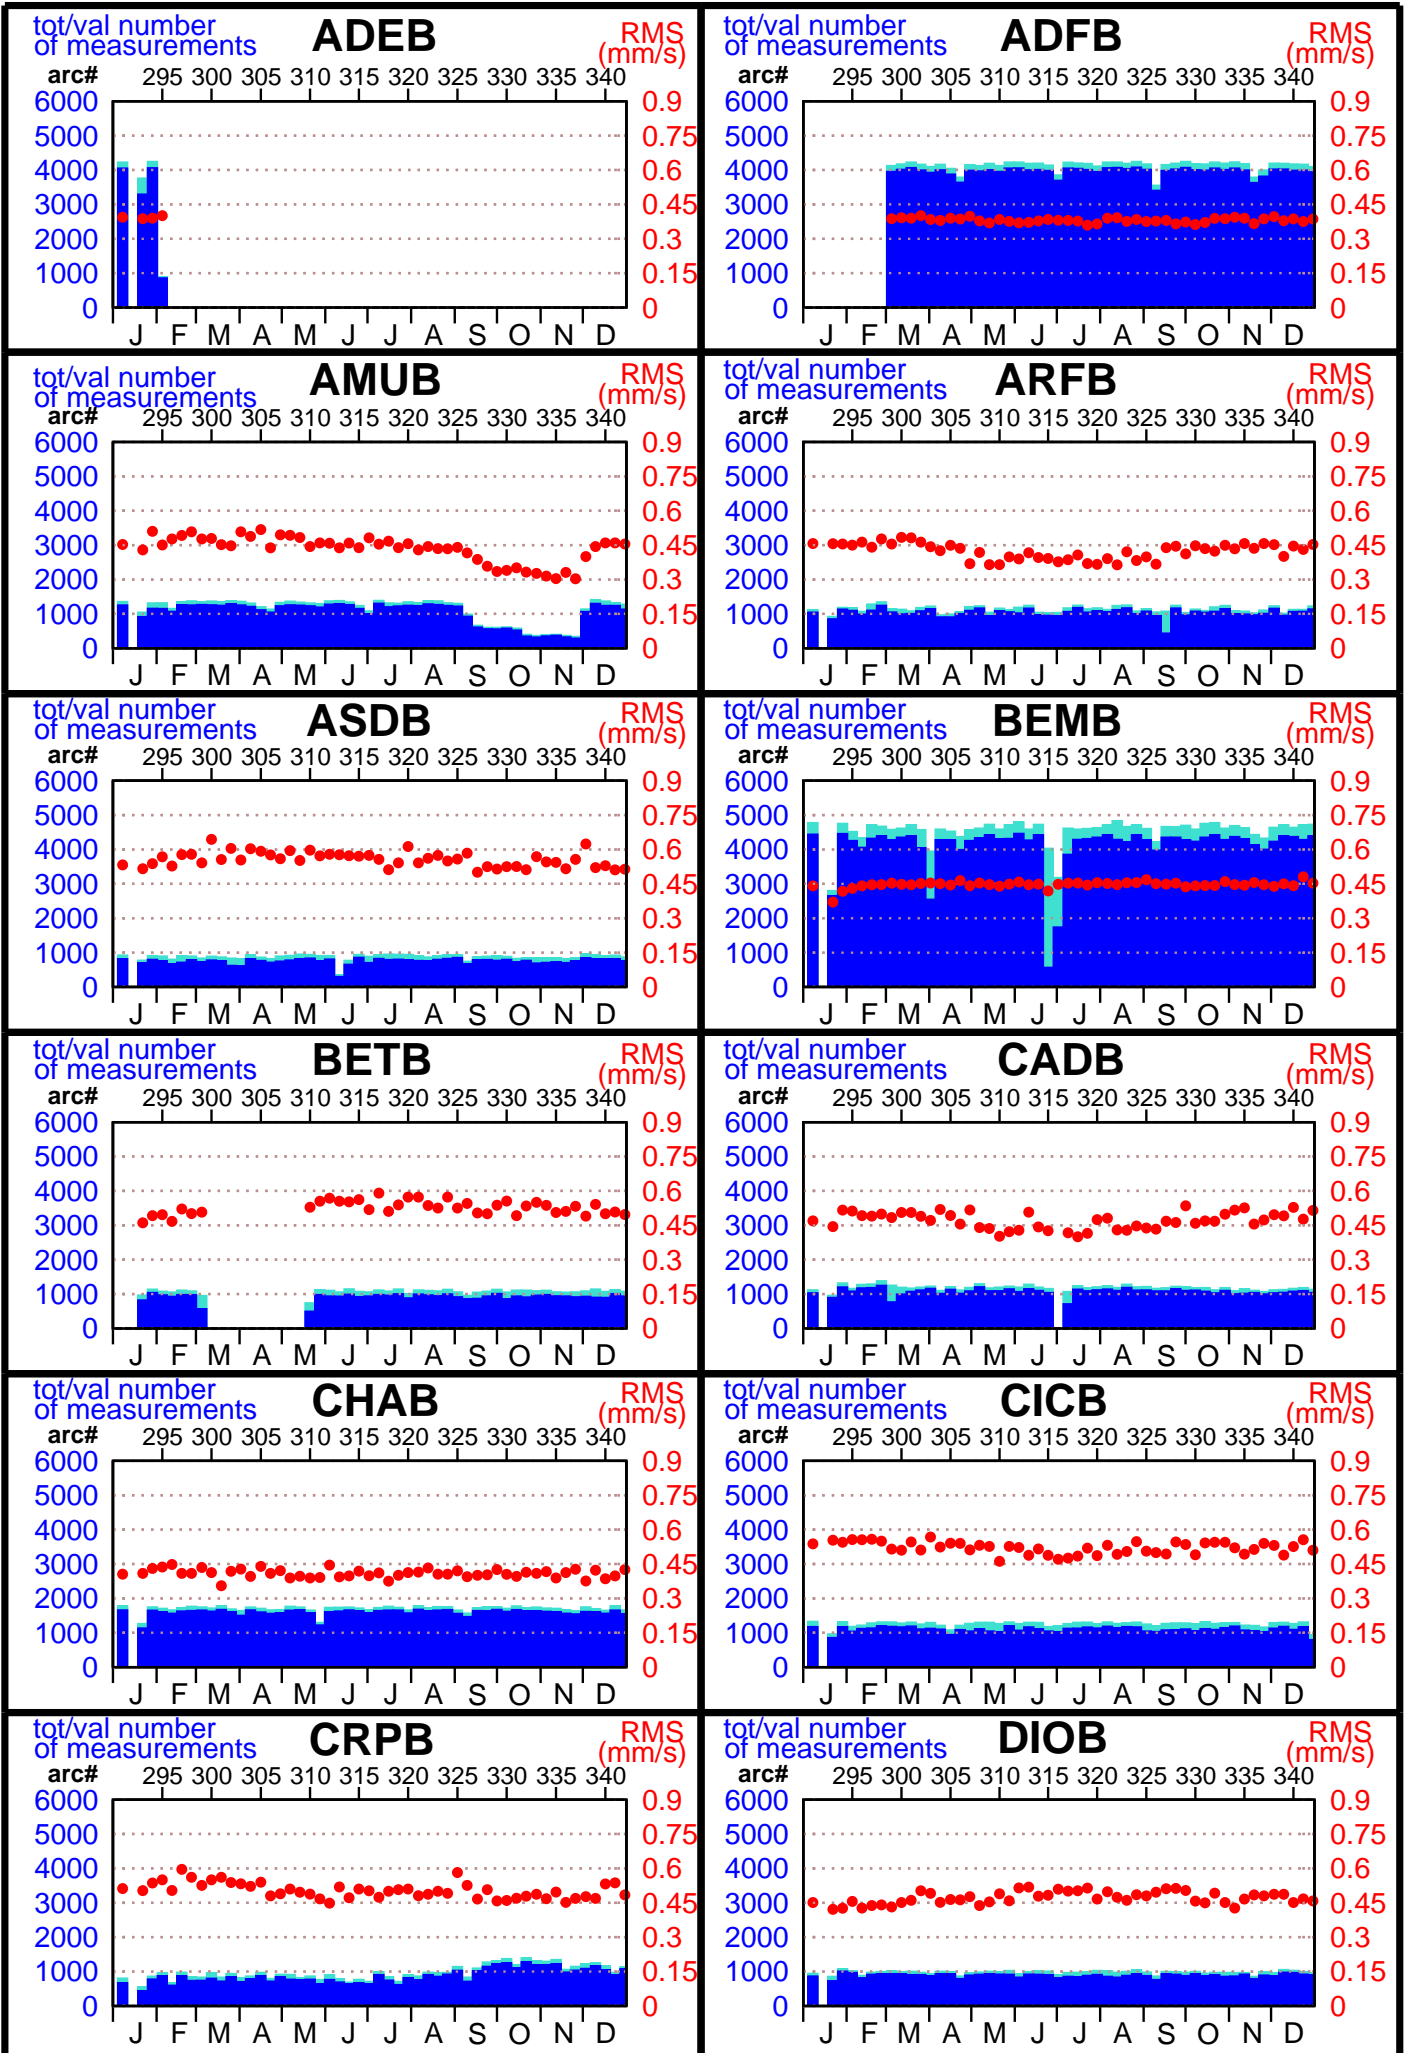 tot/val number of measurements ADEB RMS (mm/s)
arc# 295 300 305 310 315 320 325 330 335 340
6000 0.9
5000 0.75
4000 0.6
3000 0.45
2000 0.3
1000 0.15
0 0
J F M A M J J A S O N D
tot/val number of measurements ADFB RMS (mm/s)
arc# 295 300 305 310 315 320 325 330 335 340
6000 0.9
5000 0.75
4000 0.6
3000 0.45
2000 0.3
1000 0.15
0 0
J F M A M J J A S O N D
tot/val number of measurements AMUB RMS (mm/s)
arc# 295 300 305 310 315 320 325 330 335 340
6000 0.9
5000 0.75
4000 0.6
3000 0.45
2000 0.3
1000 0.15
0 0
J F M A M J J A S O N D
tot/val number of measurements ARFB RMS (mm/s)
arc# 295 300 305 310 315 320 325 330 335 340
6000 0.9
5000 0.75
4000 0.6
3000 0.45
2000 0.3
1000 0.15
0 0
J F M A M J J A S O N D
tot/val number of measurements ASDB RMS (mm/s)
arc# 295 300 305 310 315 320 325 330 335 340
6000 0.9
5000 0.75
4000 0.6
3000 0.45
2000 0.3
1000 0.15
0 0
J F M A M J J A S O N D
tot/val number of measurements BEMB RMS (mm/s)
arc# 295 300 305 310 315 320 325 330 335 340
6000 0.9
5000 0.75
4000 0.6
3000 0.45
2000 0.3
1000 0.15
0 0
J F M A M J J A S O N D
tot/val number of measurements BETB RMS (mm/s)
arc# 295 300 305 310 315 320 325 330 335 340
6000 0.9
5000 0.75
4000 0.6
3000 0.45
2000 0.3
1000 0.15
0 0
J F M A M J J A S O N D
tot/val number of measurements CADB RMS (mm/s)
arc# 295 300 305 310 315 320 325 330 335 340
6000 0.9
5000 0.75
4000 0.6
3000 0.45
2000 0.3
1000 0.15
0 0
J F M A M J J A S O N D
tot/val number of measurements CHAB RMS (mm/s)
arc# 295 300 305 310 315 320 325 330 335 340
6000 0.9
5000 0.75
4000 0.6
3000 0.45
2000 0.3
1000 0.15
0 0
J F M A M J J A S O N D
tot/val number of measurements CICB RMS (mm/s)
arc# 295 300 305 310 315 320 325 330 335 340
6000 0.9
5000 0.75
4000 0.6
3000 0.45
2000 0.3
1000 0.15
0 0
J F M A M J J A S O N D
tot/val number of measurements CRPB RMS (mm/s)
arc# 295 300 305 310 315 320 325 330 335 340
6000 0.9
5000 0.75
4000 0.6
3000 0.45
2000 0.3
1000 0.15
0 0
J F M A M J J A S O N D
tot/val number of measurements DIOB RMS (mm/s)
arc# 295 300 305 310 315 320 325 330 335 340
6000 0.9
5000 0.75
4000 0.6
3000 0.45
2000 0.3
1000 0.15
0 0
J F M A M J J A S O N D